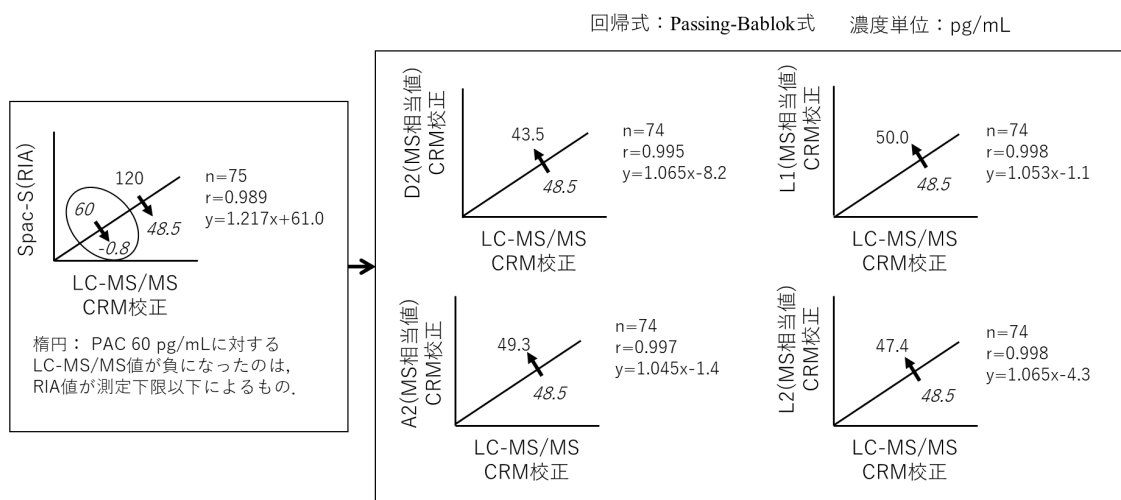 回帰式：Passing-Bablok式　濃度単位：pg/mL
Spac-S(RIA)
120
60
-0.8
48.5
n=75
r=0.989
y=1.217x+61.0
LC-MS/MS
CRM校正
楕円： PAC 60 pg/mLに対する
LC-MS/MS値が負になったのは,
RIA値が測定下限以下によるもの.
D2(MS相当値)
CRM校正
43.5
48.5
n=74
r=0.995
y=1.065x-8.2
LC-MS/MS
CRM校正
L1(MS相当値)
CRM校正
50.0
48.5
n=74
r=0.998
y=1.053x-1.1
LC-MS/MS
CRM校正
A2(MS相当値)
CRM校正
49.3
48.5
n=74
r=0.997
y=1.045x-1.4
LC-MS/MS
CRM校正
L2(MS相当値)
CRM校正
47.4
48.5
n=74
r=0.998
y=1.065x-4.3
LC-MS/MS
CRM校正